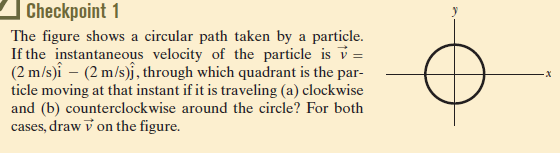 Checkpoint 1
The figure shows a circular path taken by a particle.
If the instantaneous velocity of the particle is v⃗ =
(2 m/s)î − (2 m/s)ĵ, through which quadrant is the par-
ticle moving at that instant if it is traveling (a) clockwise
and (b) counterclockwise around the circle? For both
cases, draw v⃗ on the figure.
y
x